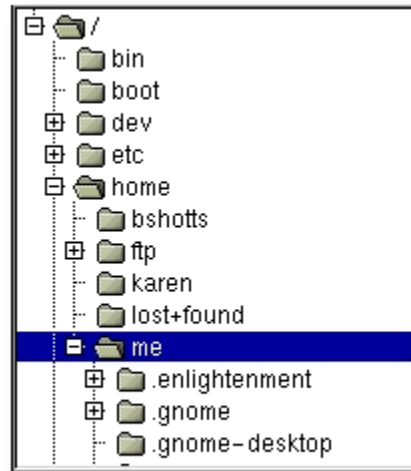 /
bin
boot
dev
etc
home
bshotts
ftp
karen
lost+found
me
.enlightenment
.gnome
.gnome-desktop